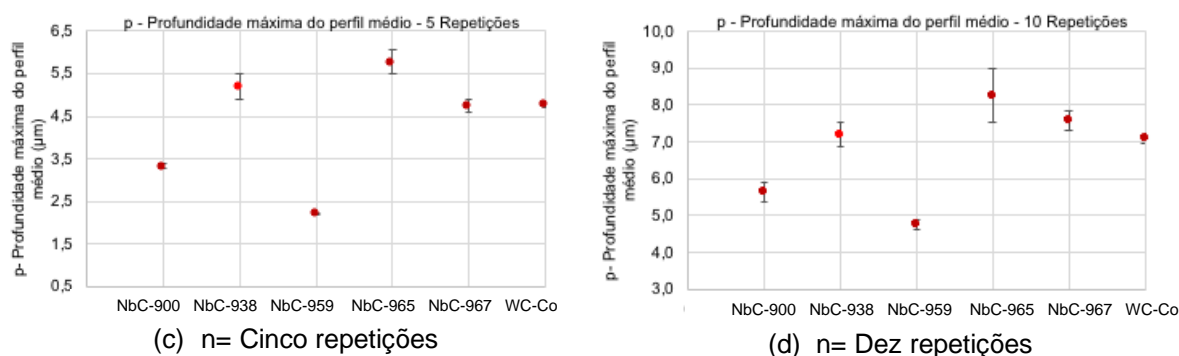 p - Profundidade máxima do perfil médio - 5 Repetições
p- Profundidade máxima do perfil
médio (µm)
6,5
5,5
4,5
3,5
2,5
1,5
0,5
NbC-900 NbC-938 NbC-959 NbC-965 NbC-967 WC-Co
(c) n= Cinco repetições
p - Profundidade máxima do perfil médio - 10 Repetições
p- Profundidade máxima do perfil
médio (µm)
10,0
9,0
8,0
7,0
6,0
5,0
4,0
3,0
NbC-900 NbC-938 NbC-959 NbC-965 NbC-967 WC-Co
(d) n= Dez repetições